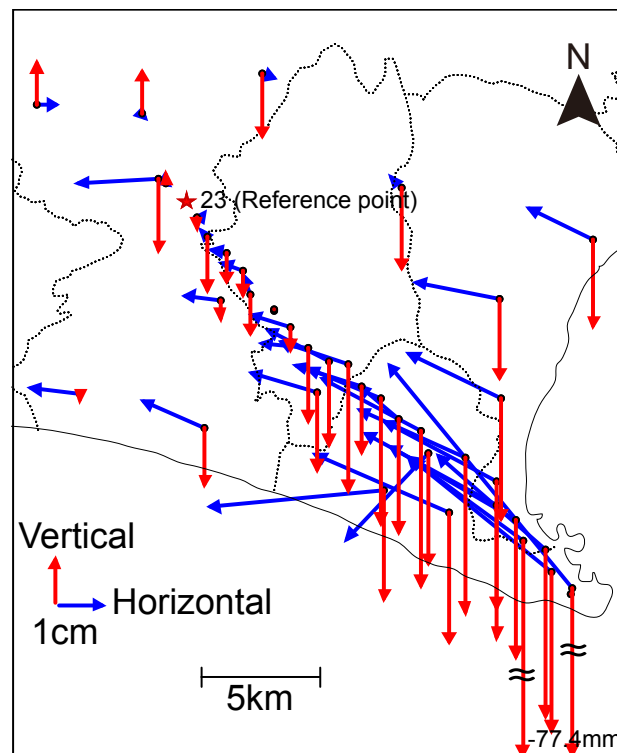 N
23 (Reference point)
Vertical
Horizontal
1cm
5km
-77.4mm